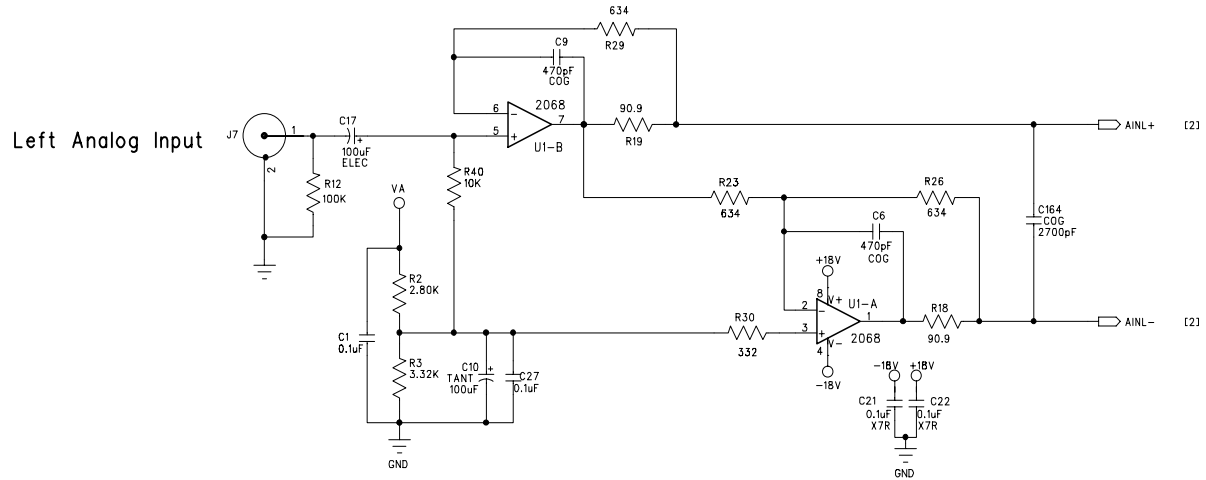 634
R29
C9
470pF
COG
2068
6
-
5
+
7
U1-B
90.9
R19
Left Analog Input
J7
1
2
C17
+
100uF
ELEC
R12
100K
R40
10K
VA
AINL+ [2]
R23
634
R26
634
C6
470pF
COG
C164
COG
2700pF
+18V
8
V+
U1-A
2
-
3
+
1
2068
V-
4
-18V
R18
90.9
AINL- [2]
R2
2.80K
C1
0.1uF
R3
3.32K
C10
+
TANT
100uF
C27
0.1uF
R30
332
GND
-18V
+18V
C21
0.1uF
X7R
C22
0.1uF
X7R
GND